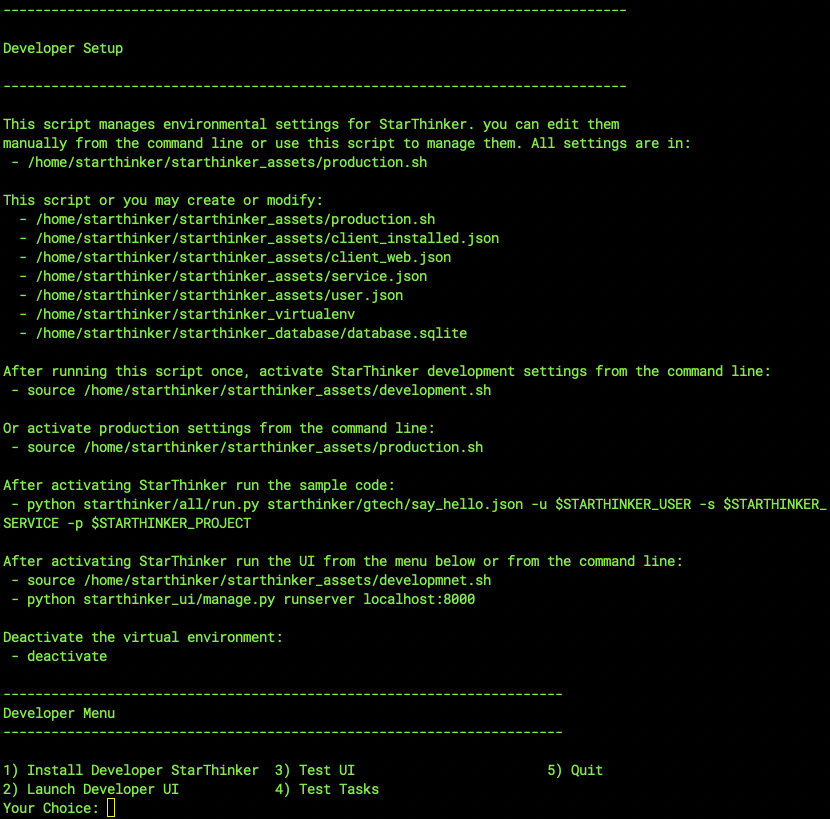 ------------------------------------------------------------------------------
Developer Setup
------------------------------------------------------------------------------
This script manages environmental settings for StarThinker. you can edit them
manually from the command line or use this script to manage them. All settings are in:
 - /home/starthinker/starthinker_assets/production.sh
This script or you may create or modify:
  - /home/starthinker/starthinker_assets/production.sh
  - /home/starthinker/starthinker_assets/client_installed.json
  - /home/starthinker/starthinker_assets/client_web.json
  - /home/starthinker/starthinker_assets/service.json
  - /home/starthinker/starthinker_assets/user.json
  - /home/starthinker/starthinker_virtualenv
  - /home/starthinker/starthinker_database/database.sqlite
After running this script once, activate StarThinker development settings from the command line:
 - source /home/starthinker/starthinker_assets/development.sh
Or activate production settings from the command line:
 - source /home/starthinker/starthinker_assets/production.sh
After activating StarThinker run the sample code:
 - python starthinker/all/run.py starthinker/gtech/say_hello.json -u $STARTHINKER_USER -s $STARTHINKER_
SERVICE -p $STARTHINKER_PROJECT
After activating StarThinker run the UI from the menu below or from the command line:
 - source /home/starthinker/starthinker_assets/developmnet.sh
 - python starthinker_ui/manage.py runserver localhost:8000
Deactivate the virtual environment:
 - deactivate
----------------------------------------------------------------------
Developer Menu
----------------------------------------------------------------------
1) Install Developer StarThinker  3) Test UI                        5) Quit
2) Launch Developer UI            4) Test Tasks
Your Choice: